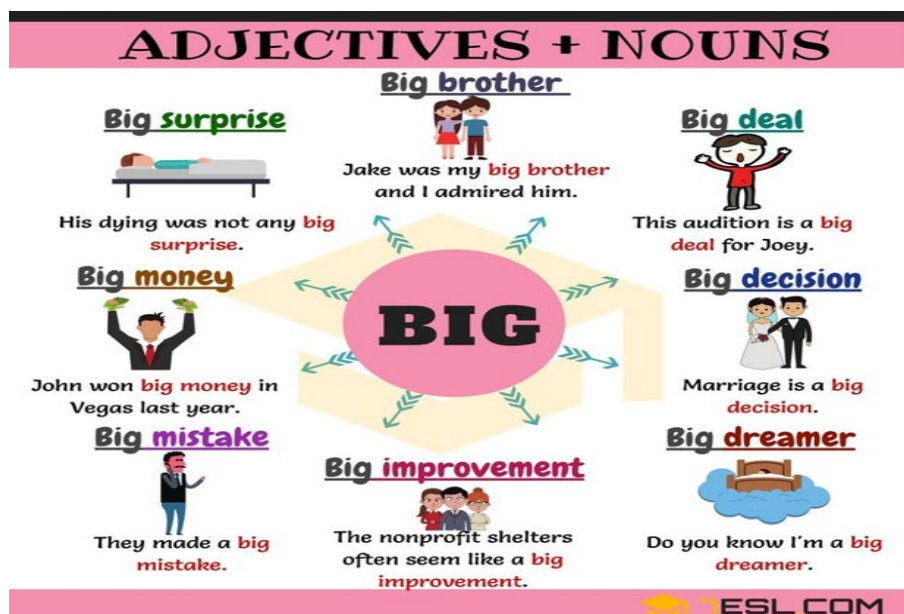 ADJECTIVES + NOUNS
Big brother
Jake was my big brother
and I admired him.
Big surprise
His dying was not any big
surprise.
Big deal
This audition is a big
deal for Joey.
Big money
John won big money in
Vegas last year.
BIG
Big decision
Marriage is a big
decision.
Big mistake
They made a big
mistake.
Big improvement
The nonprofit shelters
often seem like a big
improvement.
Big dreamer
Do you know I'm a big
dreamer.
7ESL.COM